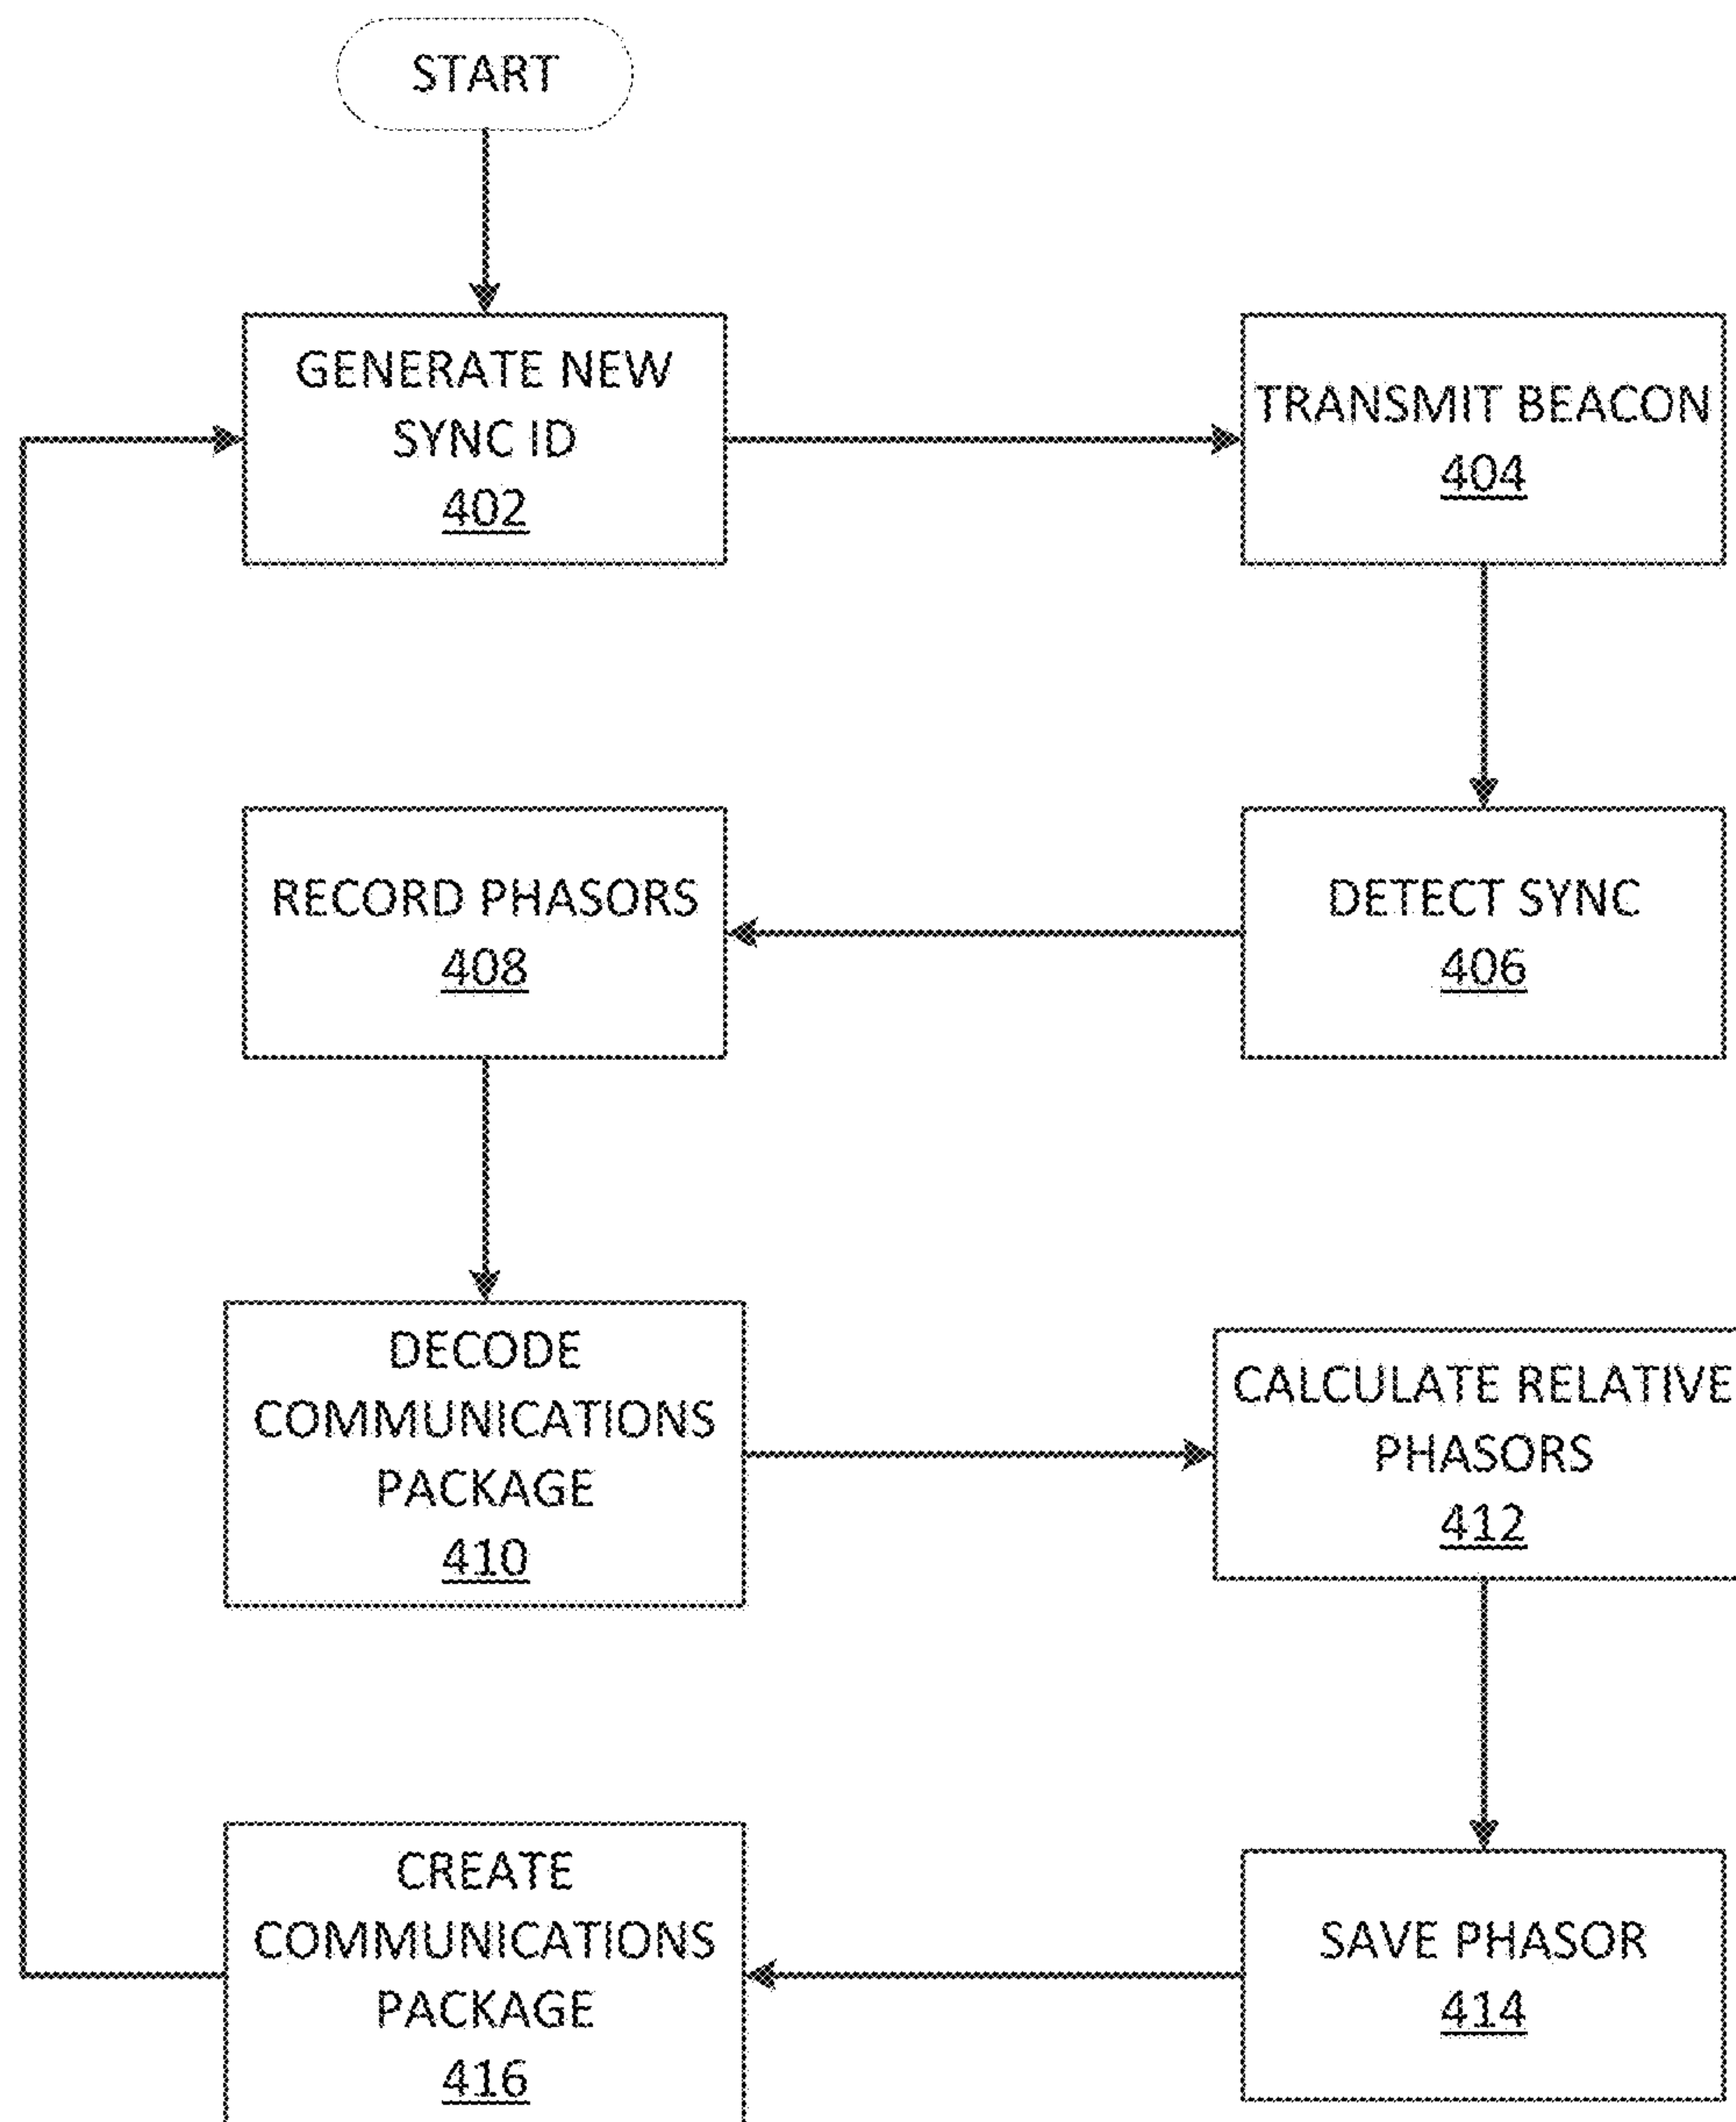 START
GENERATE NEW
SYNC ID
402
TRANSMIT BEACON
404
DETECT SYNC
406
RECORD PHASORS
408
DECODE
COMMUNICATIONS
PACKAGE
410
CALCULATE RELATIVE
PHASORS
412
SAVE PHASOR
414
CREATE
COMMUNICATIONS
PACKAGE
416